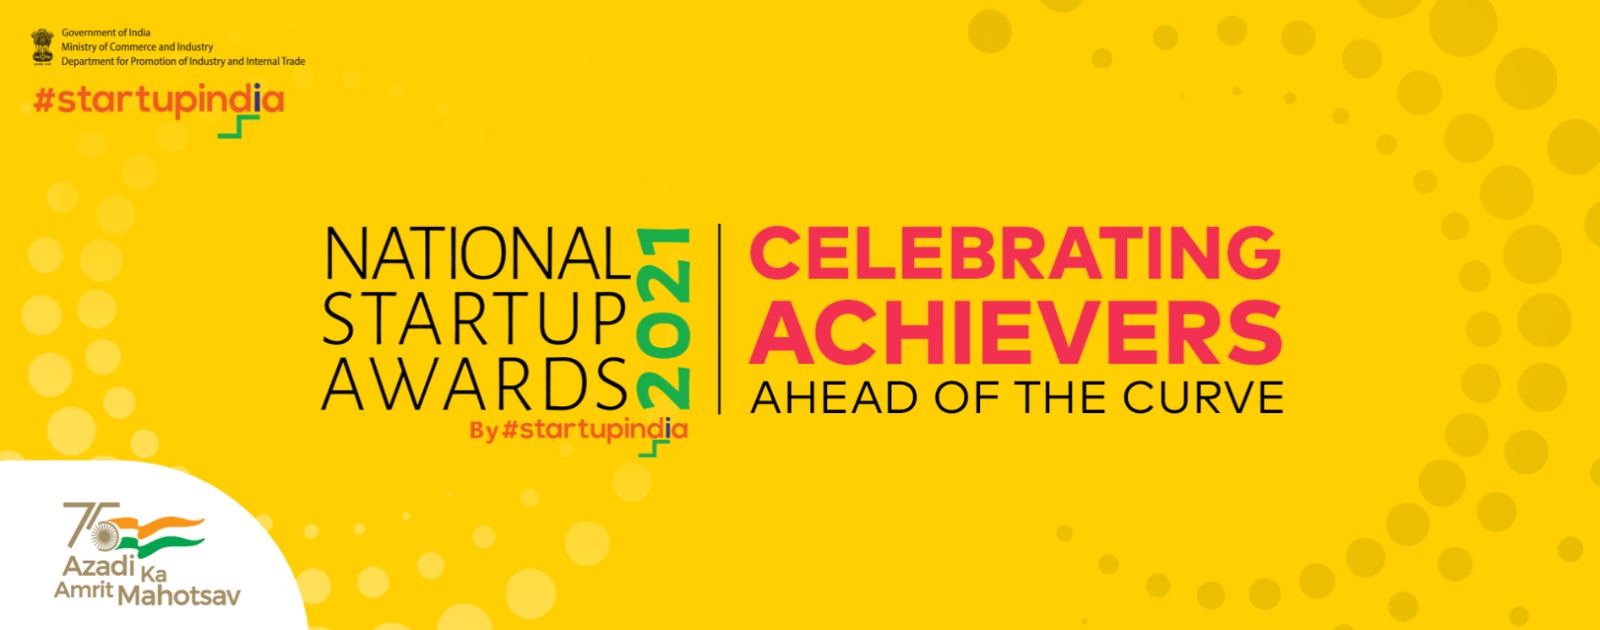 Government of India
Ministry of Commerce and Industry
Department for Promotion of Industry and Internal Trade
#startupindia
NATIONAL
STARTUP
AWARDS
2021
By #startupindia
CELEBRATING
ACHIEVERS
AHEAD OF THE CURVE
75
Azadi Ka
Amrit Mahotsav